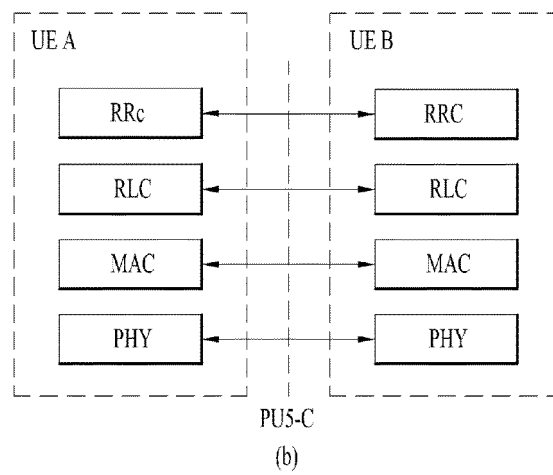 UE A UE B
RRc RRC
RLC RLC
MAC MAC
PHY PHY
PU5-C
(b)